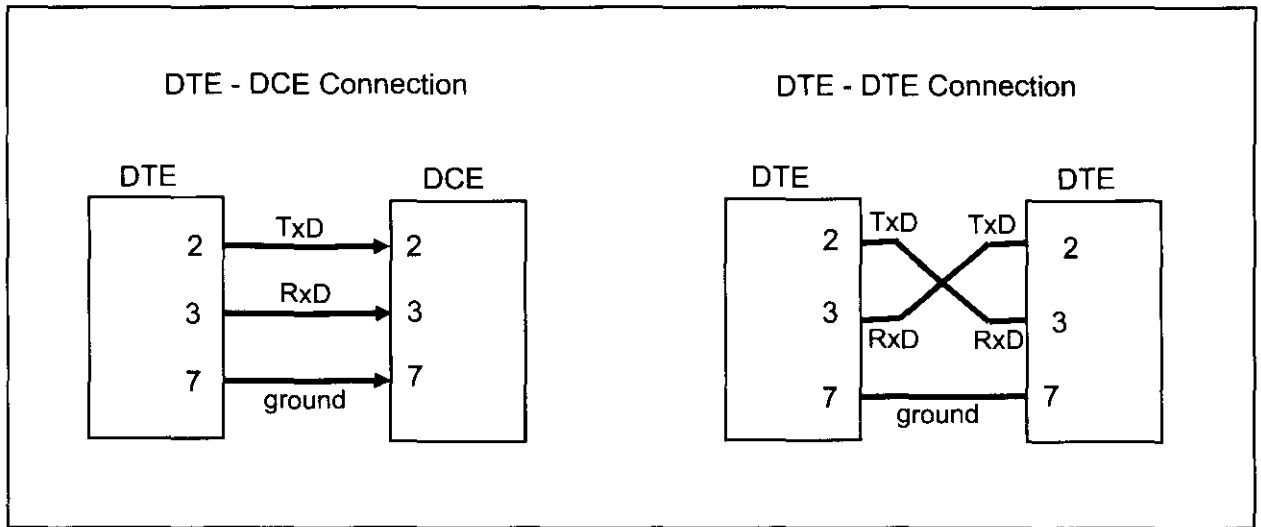 DTE - DCE Connection
DTE
DCE
2
TxD
2
3
RxD
3
7
ground
7
DTE - DTE Connection
DTE
DTE
2
TxD
TxD
2
3
RxD
RxD
3
7
ground
7